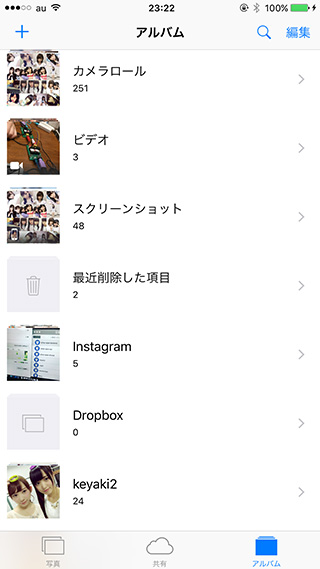 au 23:22 100%
アルバム 編集
カメラロール
251
ビデオ
3
スクリーンショット
48
最近削除した項目
2
Instagram
5
Dropbox
0
keyaki2
24
写真 共有 アルバム